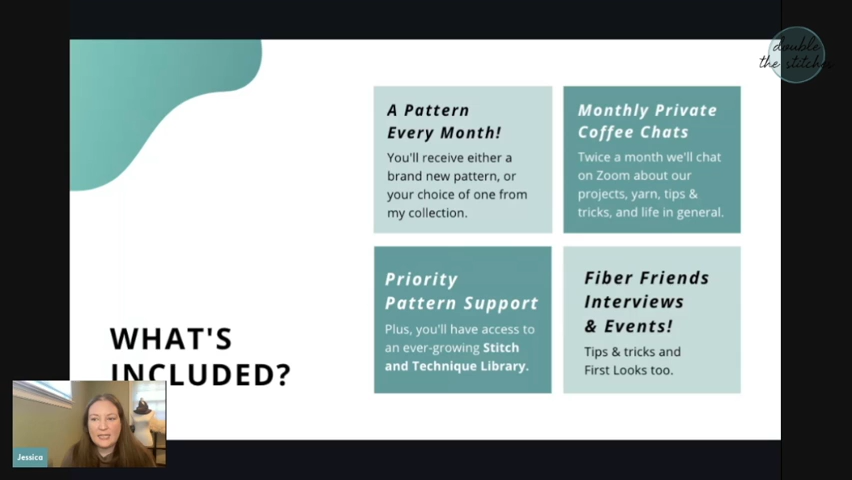 double
the stitches
A Pattern
Every Month!
You'll receive either a
brand new pattern, or
your choice of one from
my collection.
Monthly Private
Coffee Chats
Twice a month we'll chat
on Zoom about our
projects, yarn, tips &
tricks, and life in general.
Priority
Pattern Support
Plus, you'll have access to
an ever-growing Stitch
and Technique Library.
Fiber Friends
Interviews
& Events!
Tips & tricks and
First Looks too.
WHAT'S
INCLUDED?
Jessica